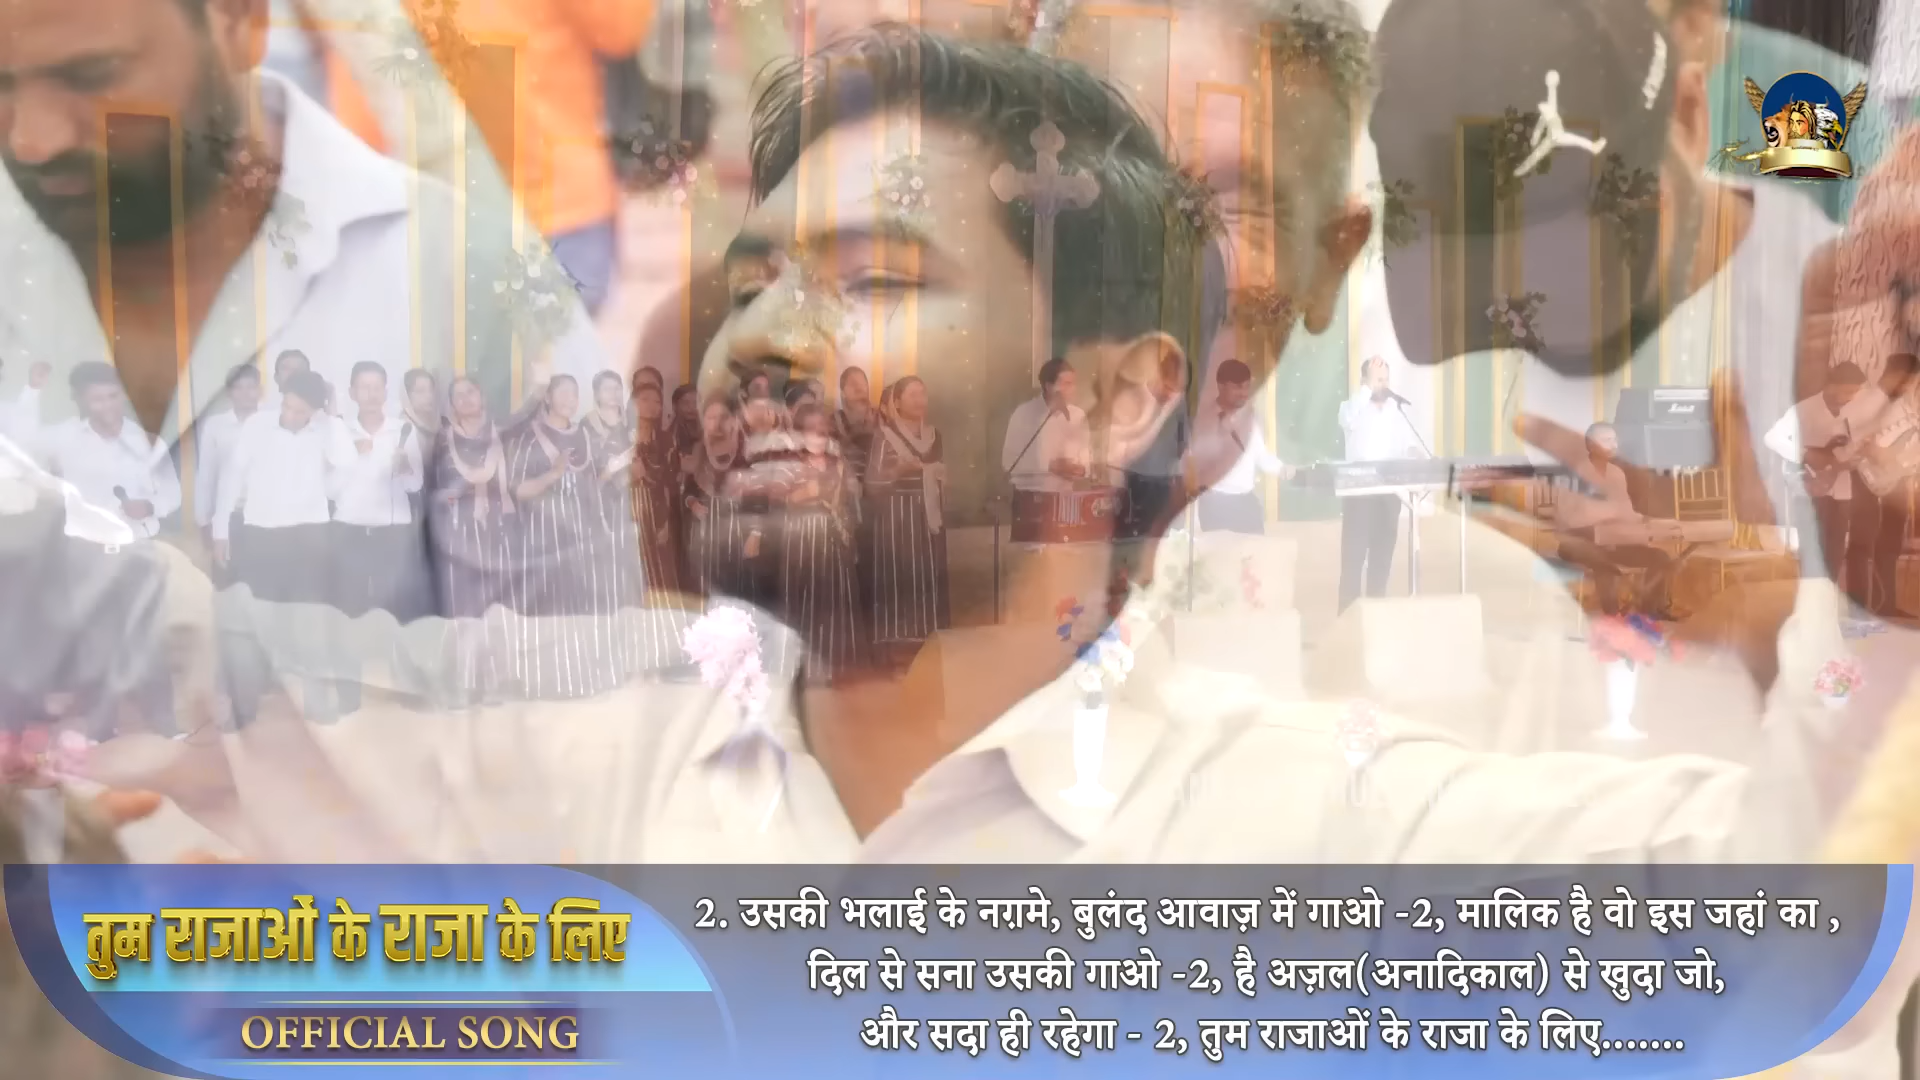 तुम राजाओं के राजा के लिए
OFFICIAL SONG
2. उसकी भलाई के नग़मे, बुलंद आवाज़ में गाओ -2, मालिक है वो इस जहां का ,
दिल से सना उसकी गाओ -2, है अज़ल(अनादिकाल) से खुदा जो,
और सदा ही रहेगा - 2, तुम राजाओं के राजा के लिए.......